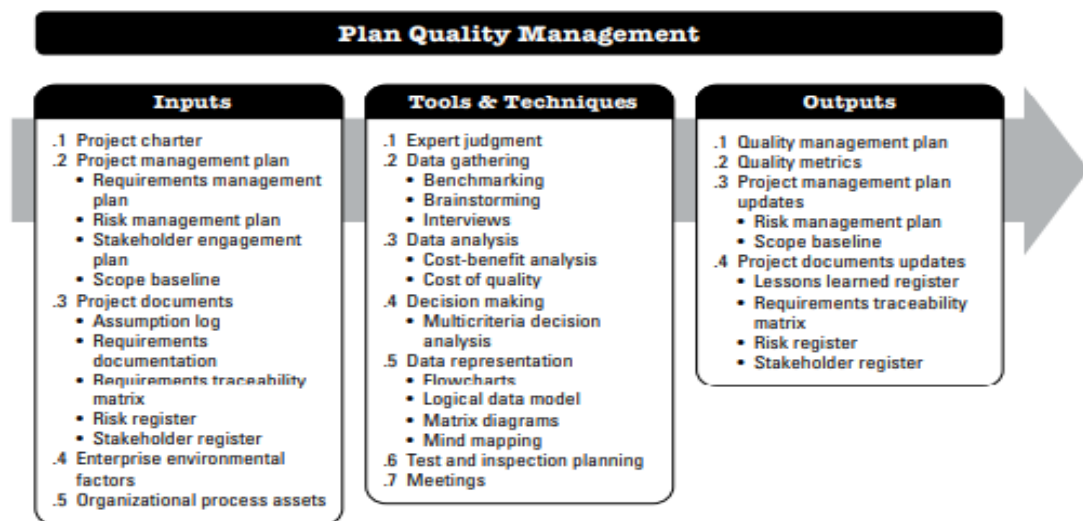 Plan Quality Management
Inputs
.1 Project charter
.2 Project management plan
• Requirements management
plan
• Risk management plan
• Stakeholder engagement
plan
• Scope baseline
.3 Project documents
• Assumption log
• Requirements
documentation
• Requirements traceability
matrix
• Risk register
• Stakeholder register
.4 Enterprise environmental
factors
.5 Organizational process assets
Tools & Techniques
.1 Expert judgment
.2 Data gathering
• Benchmarking
• Brainstorming
• Interviews
.3 Data analysis
• Cost-benefit analysis
• Cost of quality
.4 Decision making
• Multicriteria decision
analysis
.5 Data representation
• Flowcharts
• Logical data model
• Matrix diagrams
• Mind mapping
.6 Test and inspection planning
.7 Meetings
Outputs
.1 Quality management plan
.2 Quality metrics
.3 Project management plan
updates
• Risk management plan
• Scope baseline
.4 Project documents updates
• Lessons learned register
• Requirements traceability
matrix
• Risk register
• Stakeholder register